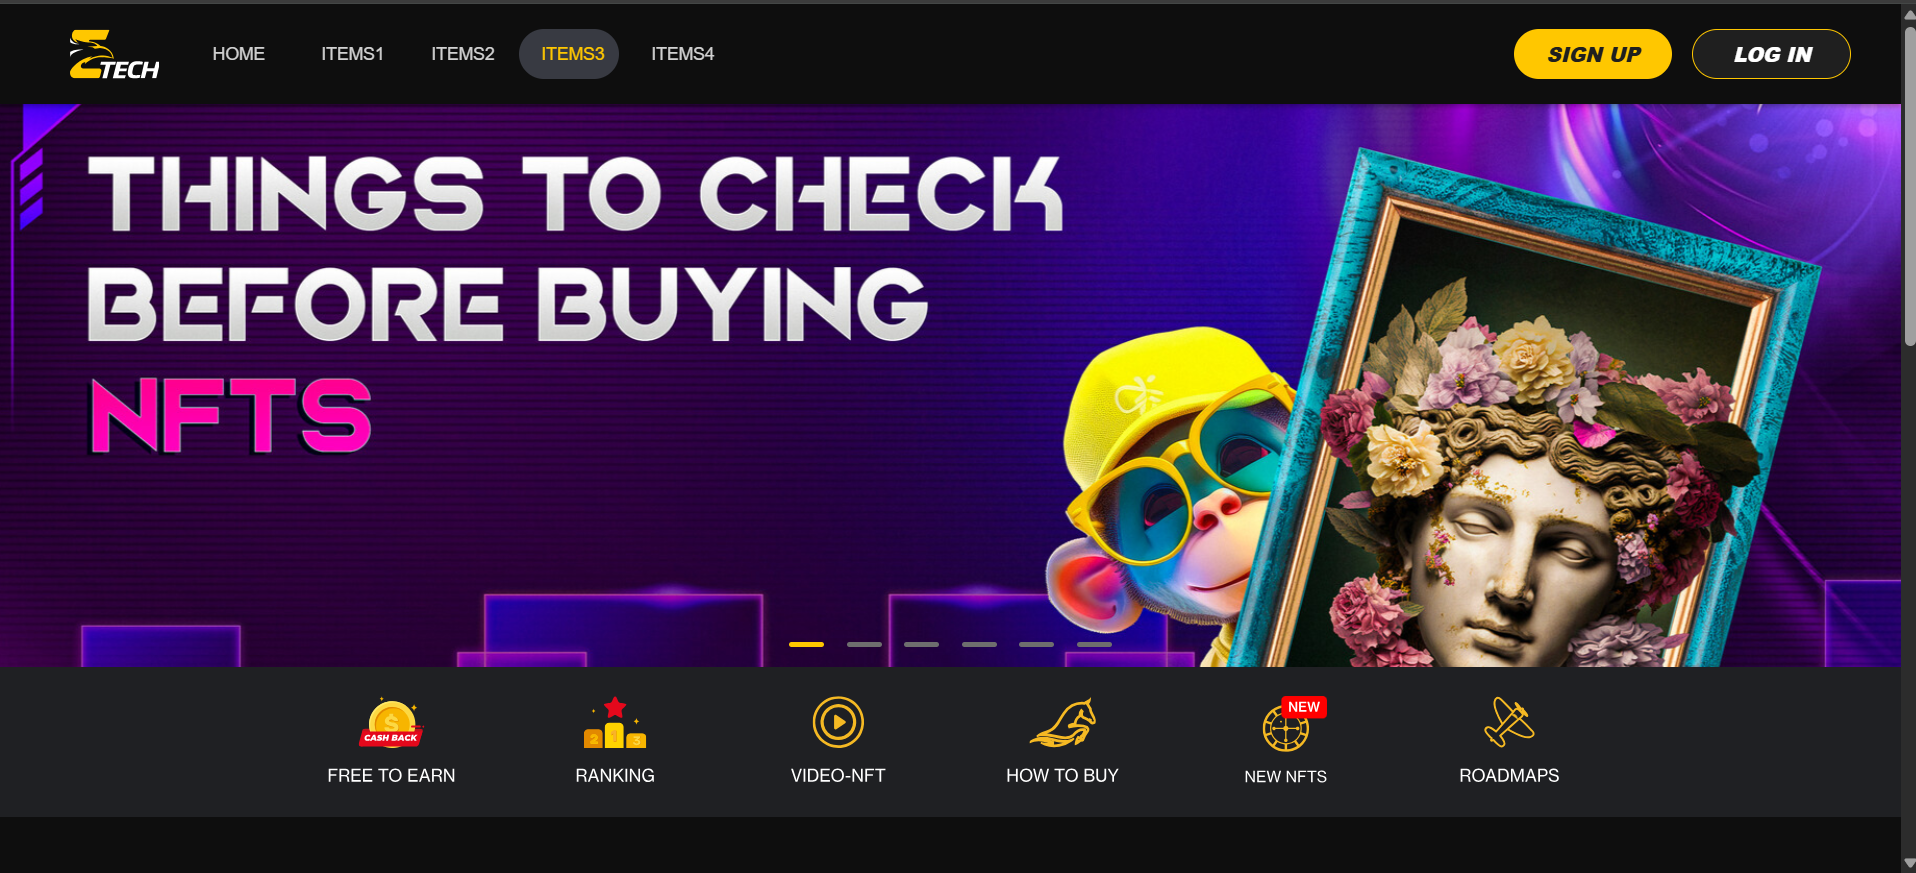 TECH
HOME ITEMS1 ITEMS2 ITEMS3 ITEMS4
SIGN UP LOG IN
THINGS TO CHECK
BEFORE BUYING
NFTS
$
CASH BACK
2 1 3
NEW
FREE TO EARN RANKING VIDEO-NFT HOW TO BUY NEW NFTS ROADMAPS